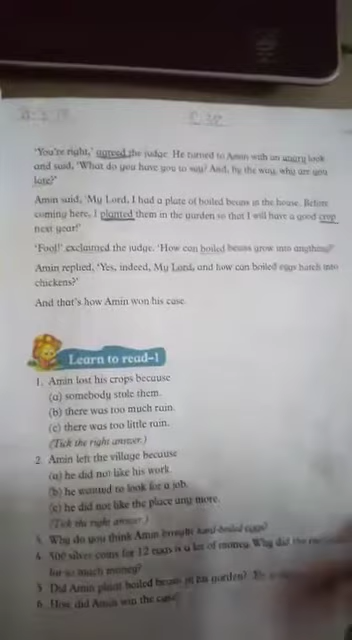 'You're right,' agreed the judge. He turned to Amin with an angry look
and said, 'What do you have you to say? And, by the way, why are you
late?'
Amin said, 'My Lord, I had a plate of boiled beans in the house. Before
coming here, I planted them in the garden so that I will have a good crop
next year!'
'Fool!' exclaimed the judge. 'How can boiled beans grow into anything?'
Amin replied, 'Yes, indeed, My Lord, and how can boiled eggs hatch into
chickens?'
And that's how Amin won his case.
Learn to read-1
1. Amin lost his crops because
(a) somebody stole them.
(b) there was too much rain.
(c) there was too little rain.
(Tick the right answer.)
2. Amin left the village because
(a) he did not like his work.
(b) he wanted to look for a job.
(c) he did not like the place any more.
(Tick the right answer.)
3. Why do you think Amin brought hard-boiled eggs?
4. 500 silver coins for 12 eggs is a lot of money. Why did the
for so much money?
5. Did Amin plant boiled beans in his garden?
6. How did Amin win the case?